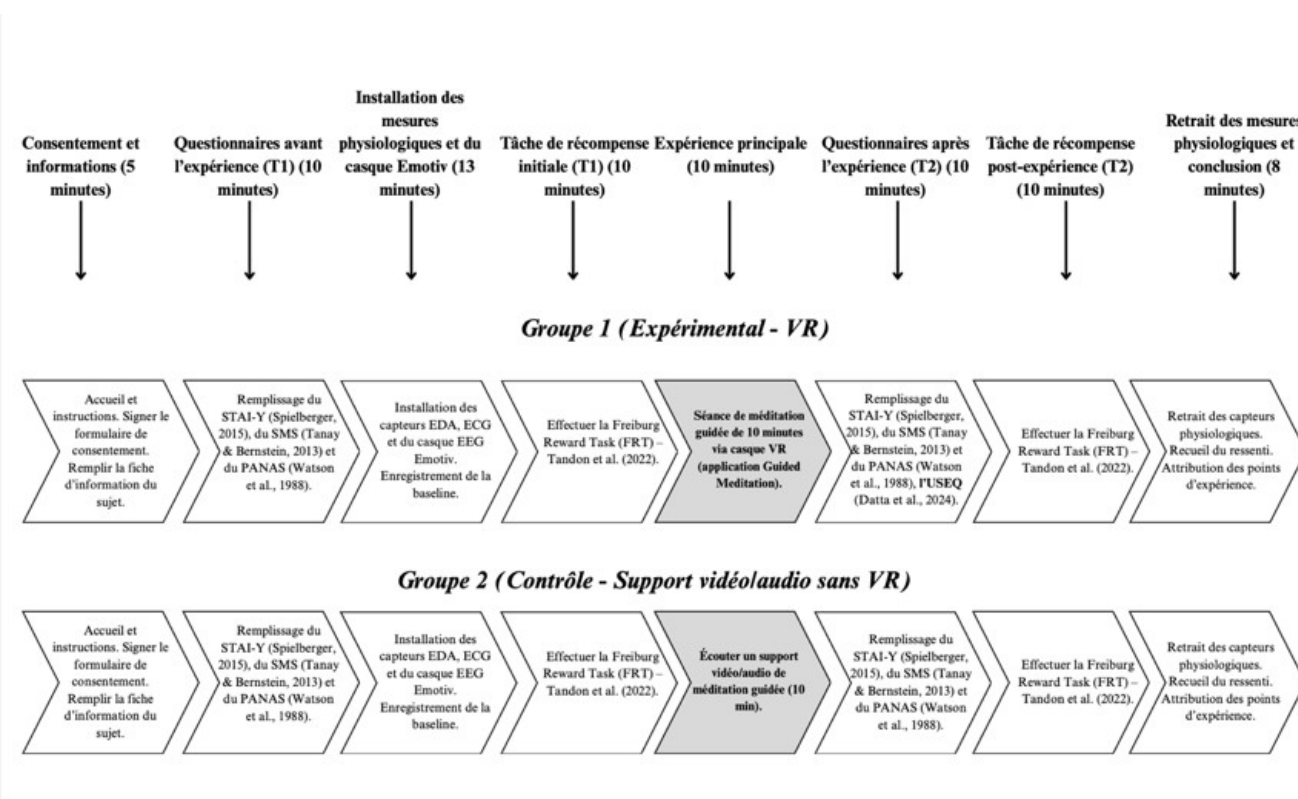 Consentement et
informations (5
minutes)
Questionnaires avant
l'expérience (T1) (10
minutes)
Installation des
mesures
physiologiques et du
casque Emotiv (13
minutes)
Tâche de récompense
initiale (T1) (10
minutes)
Expérience principale
(10 minutes)
Questionnaires après
l'expérience (T2) (10
minutes)
Tâche de récompense
post-expérience (T2)
(10 minutes)
Retrait des mesures
physiologiques et
conclusion (8
minutes)
Groupe 1 (Expérimental - VR)
Accueil et
instructions. Signer le
formulaire de
consentement.
Remplir la fiche
d'information du
sujet.
Remplissage du
STAI-Y (Spielberger,
2015), du SMS (Tanay
& Bernstein, 2013) et
du PANAS (Watson
et al., 1988).
Installation des
capteurs EDA, ECG
et du casque EEG
Emotiv.
Enregistrement de la
baseline.
Effectuer la Freiburg
Reward Task (FRT) –
Tandon et al. (2022).
Séance de méditation
guidée de 10 minutes
via casque VR
(application Guided
Meditation).
Remplissage du
STAI-Y (Spielberger,
2015), du SMS (Tanay
& Bernstein, 2013) et
du PANAS (Watson
et al., 1988), l'USEQ
(Datta et al., 2024).
Effectuer la Freiburg
Reward Task (FRT) –
Tandon et al. (2022).
Retrait des capteurs
physiologiques.
Recueil du ressenti.
Attribution des points
d'expérience.
Groupe 2 (Contrôle - Support vidéo/audio sans VR)
Accueil et
instructions. Signer le
formulaire de
consentement.
Remplir la fiche
d'information du
sujet.
Remplissage du
STAI-Y (Spielberger,
2015), du SMS (Tanay
& Bernstein, 2013) et
du PANAS (Watson
et al., 1988).
Installation des
capteurs EDA, ECG
et du casque EEG
Emotiv.
Enregistrement de la
baseline.
Effectuer la Freiburg
Reward Task (FRT) –
Tandon et al. (2022).
Écouter un support
vidéo/audio de
méditation guidée (10
min).
Remplissage du
STAI-Y (Spielberger,
2015), du SMS (Tanay
& Bernstein, 2013) et
du PANAS (Watson
et al., 1988).
Effectuer la Freiburg
Reward Task (FRT) –
Tandon et al. (2022).
Retrait des capteurs
physiologiques.
Recueil du ressenti.
Attribution des points
d'expérience.